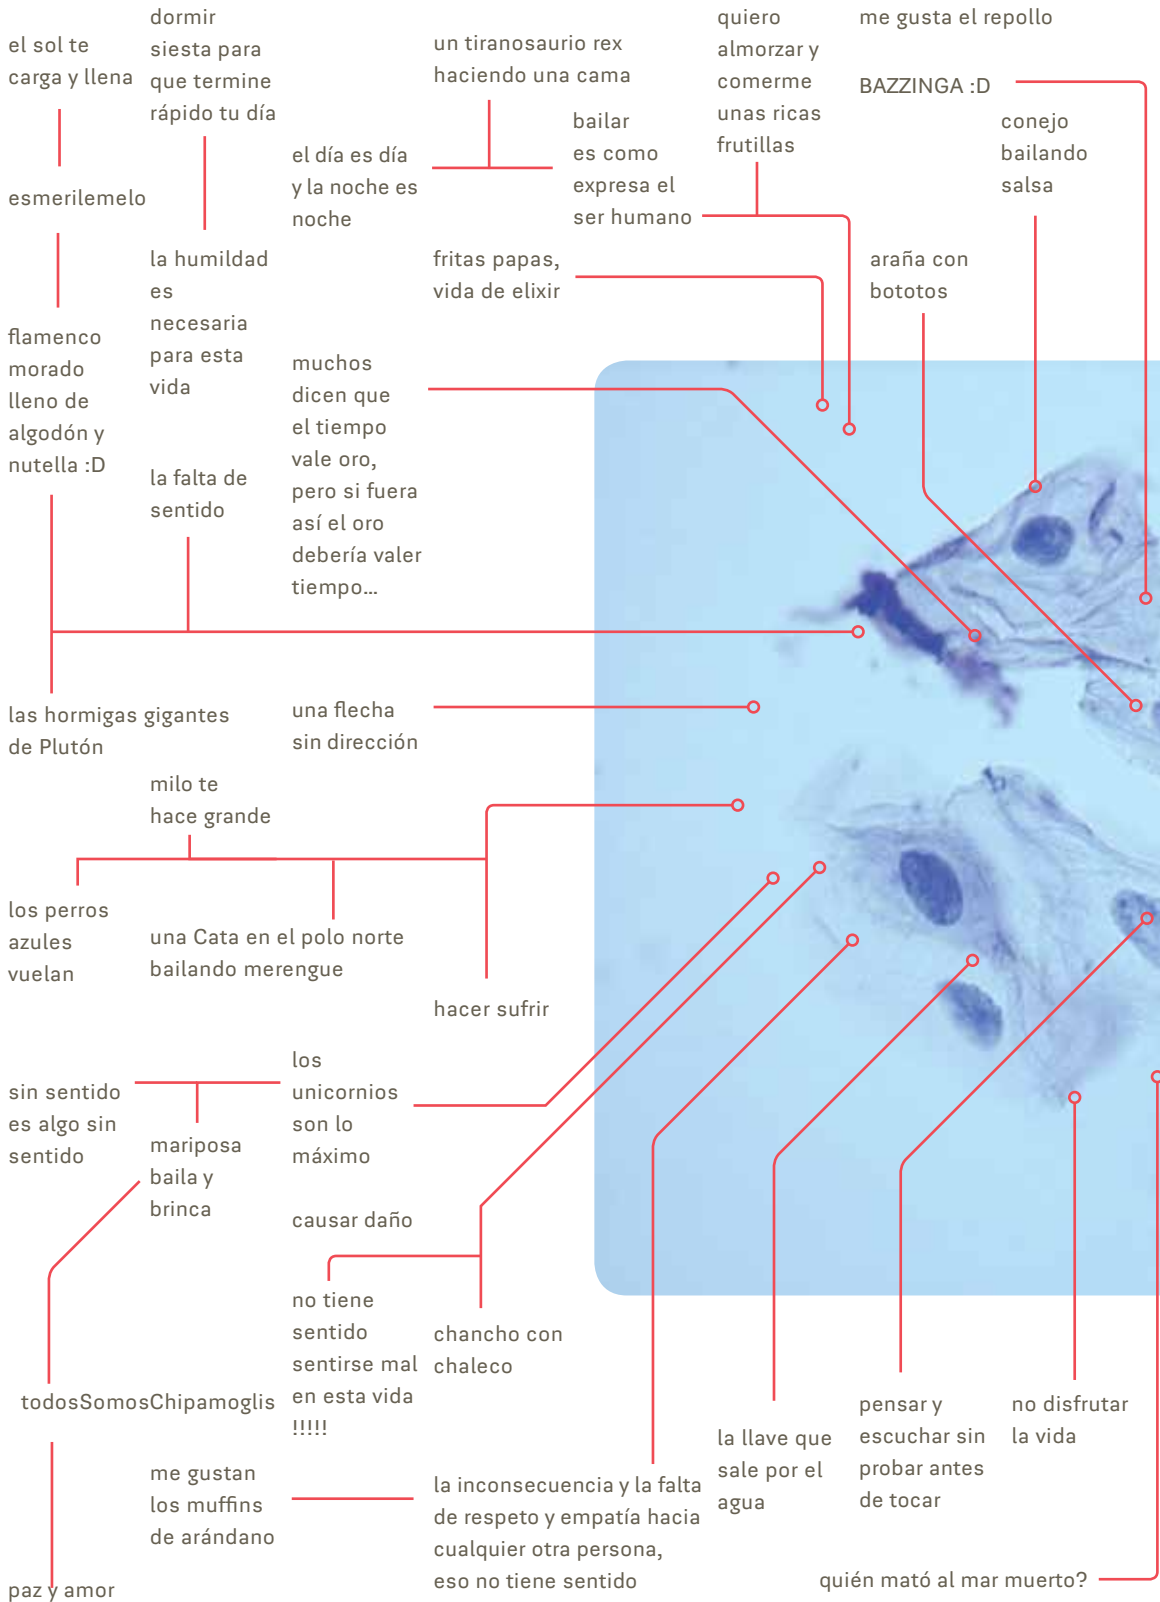 el sol te
carga y llena
dormir
siesta para
que termine
rápido tu día
un tiranosaurio rex
haciendo una cama
quiero
almorzar y
comerme
unas ricas
frutillas
me gusta el repollo
BAZZINGA :D
conejo
bailando
salsa
bailar
es como
expresa el
ser humano
el día es día
y la noche es
noche
esmerilemelo
la humildad
es
necesaria
para esta
vida
fritas papas,
vida de elixir
araña con
bototos
flamenco
morado
lleno de
algodón y
nutella :D
muchos
dicen que
el tiempo
vale oro,
pero si fuera
así el oro
debería valer
tiempo...
la falta de
sentido
las hormigas gigantes
de Plutón
una flecha
sin dirección
milo te
hace grande
los perros
azules
vuelan
una Cata en el polo norte
bailando merengue
hacer sufrir
sin sentido
es algo sin
sentido
los
unicornios
son lo
máximo
mariposa
baila y
brinca
causar daño
no tiene
sentido
sentirse mal
en esta vida
!!!!!
chancho con
chaleco
todosSomosChipamoglis
me gustan
los muffins
de arándano
la inconsecuencia y la falta
de respeto y empatía hacia
cualquier otra persona,
eso no tiene sentido
la llave que
sale por el
agua
pensar y
escuchar sin
probar antes
de tocar
no disfrutar
la vida
paz y amor
quién mató al mar muerto?